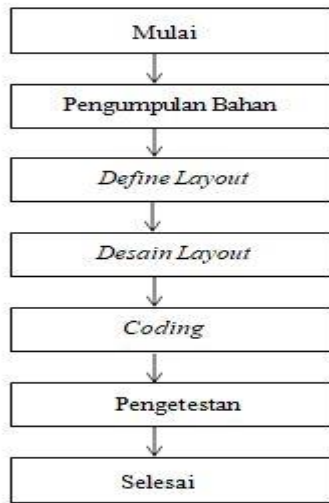 Mulai
Pengumpulan Bahan
Define Layout
Desain Layout
Coding
Pengetestan
Selesai